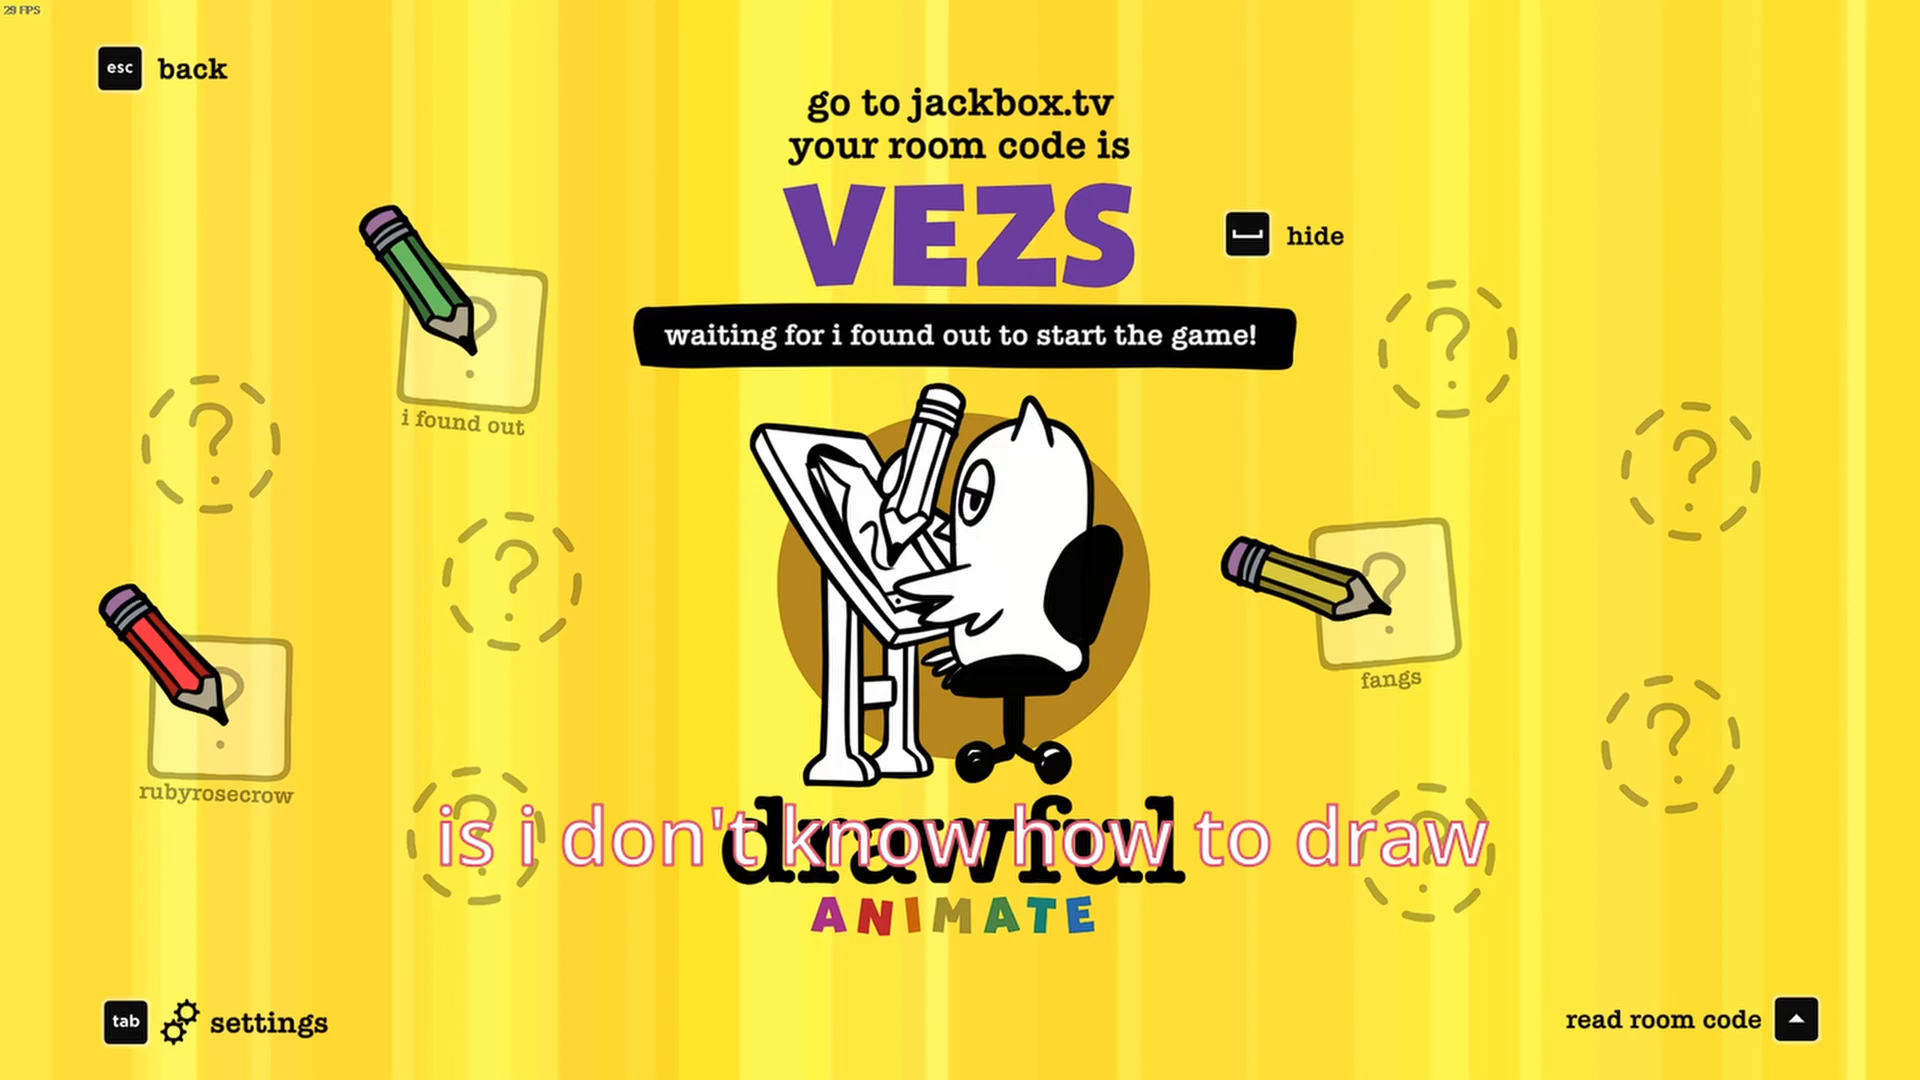 29 FPS
esc back
go to jackbox.tv
your room code is
VEZS
hide
waiting for i found out to start the game!
?
?
?
?
i found out
?
?
?
?
fangs
?
?
rubyrosecrow
?
?
drawful
is i don't know how to draw
ANIMATE
tab settings
read room code